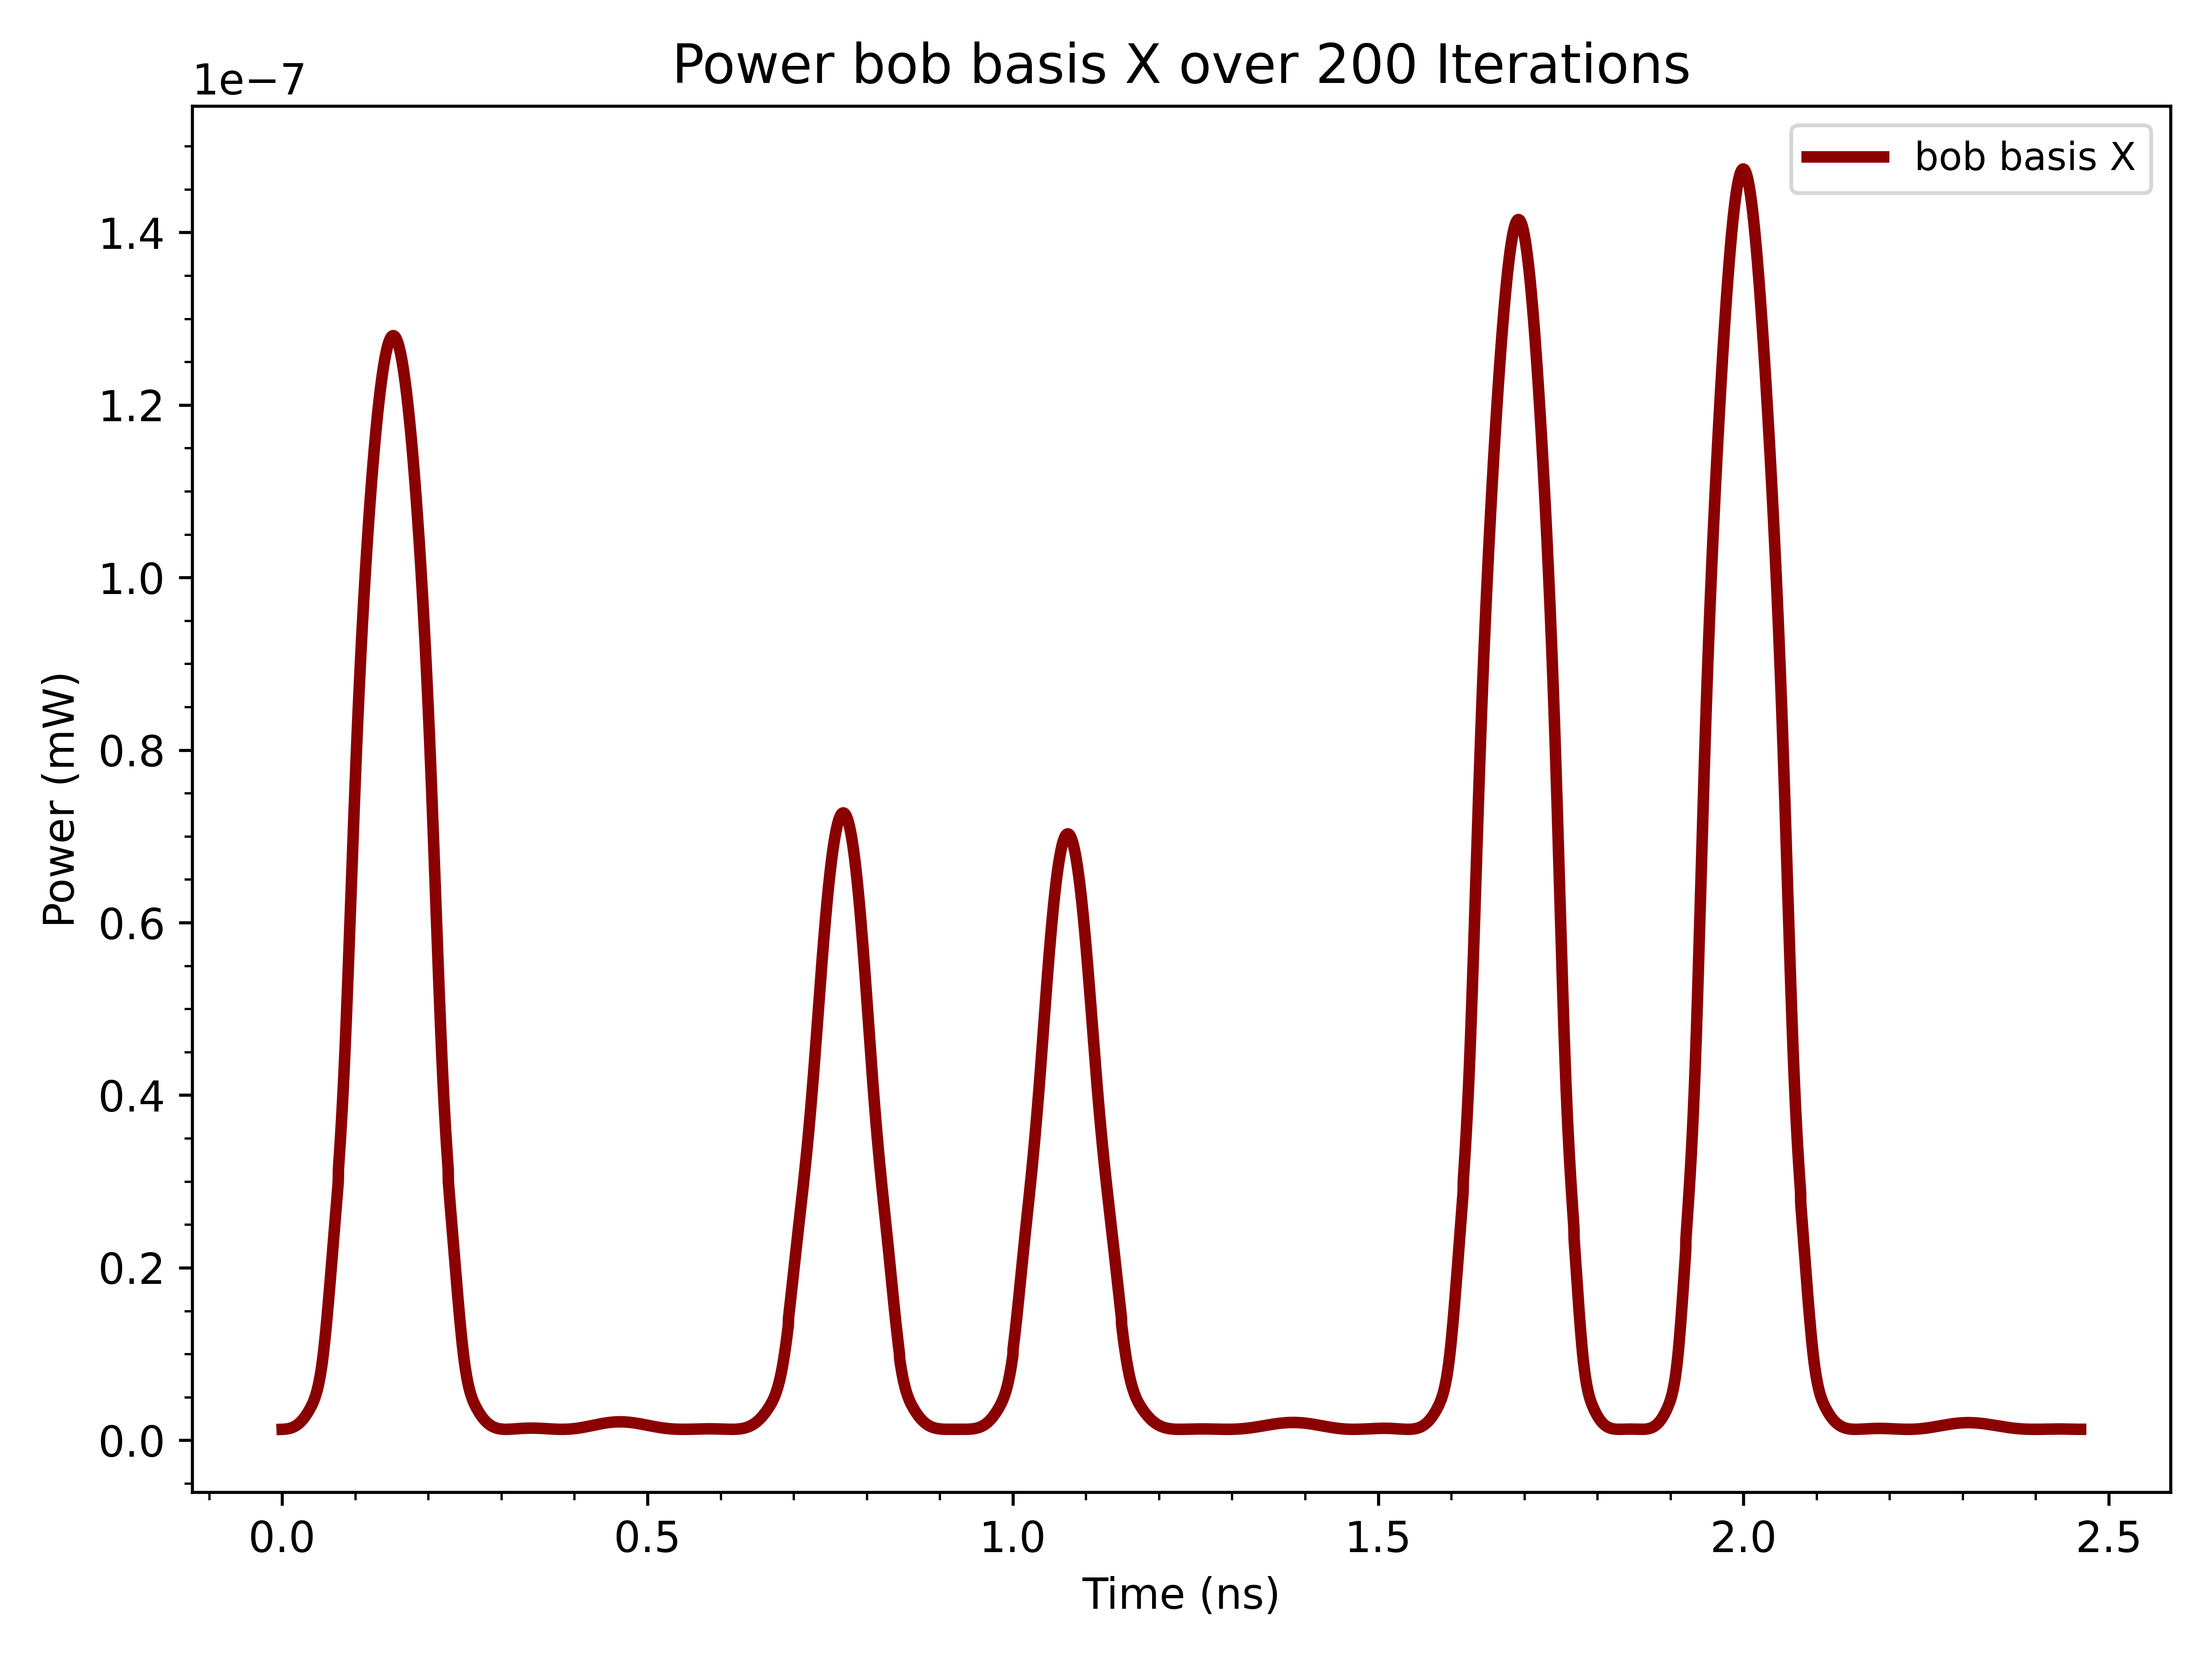 Power bob basis X over 200 Iterations
1e−7
bob basis X
1.4
1.2
1.0
0.8
0.6
0.4
0.2
0.0
Power (mW)
0.0 0.5 1.0 1.5 2.0 2.5
Time (ns)